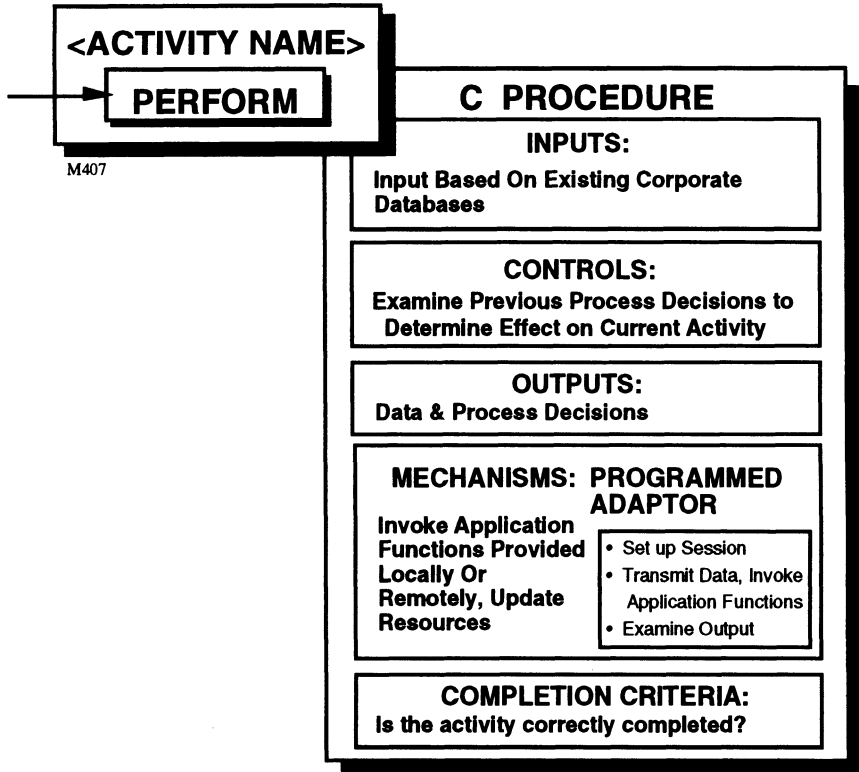 <ACTIVITY NAME>
PERFORM
M407
C PROCEDURE
INPUTS:
Input Based On Existing Corporate
Databases
CONTROLS:
Examine Previous Process Decisions to
Determine Effect on Current Activity
OUTPUTS:
Data & Process Decisions
MECHANISMS: PROGRAMMED
ADAPTOR
Invoke Application
Functions Provided
Locally Or
Remotely, Update
Resources
• Set up Session
• Transmit Data, Invoke
Application Functions
• Examine Output
COMPLETION CRITERIA:
Is the activity correctly completed?